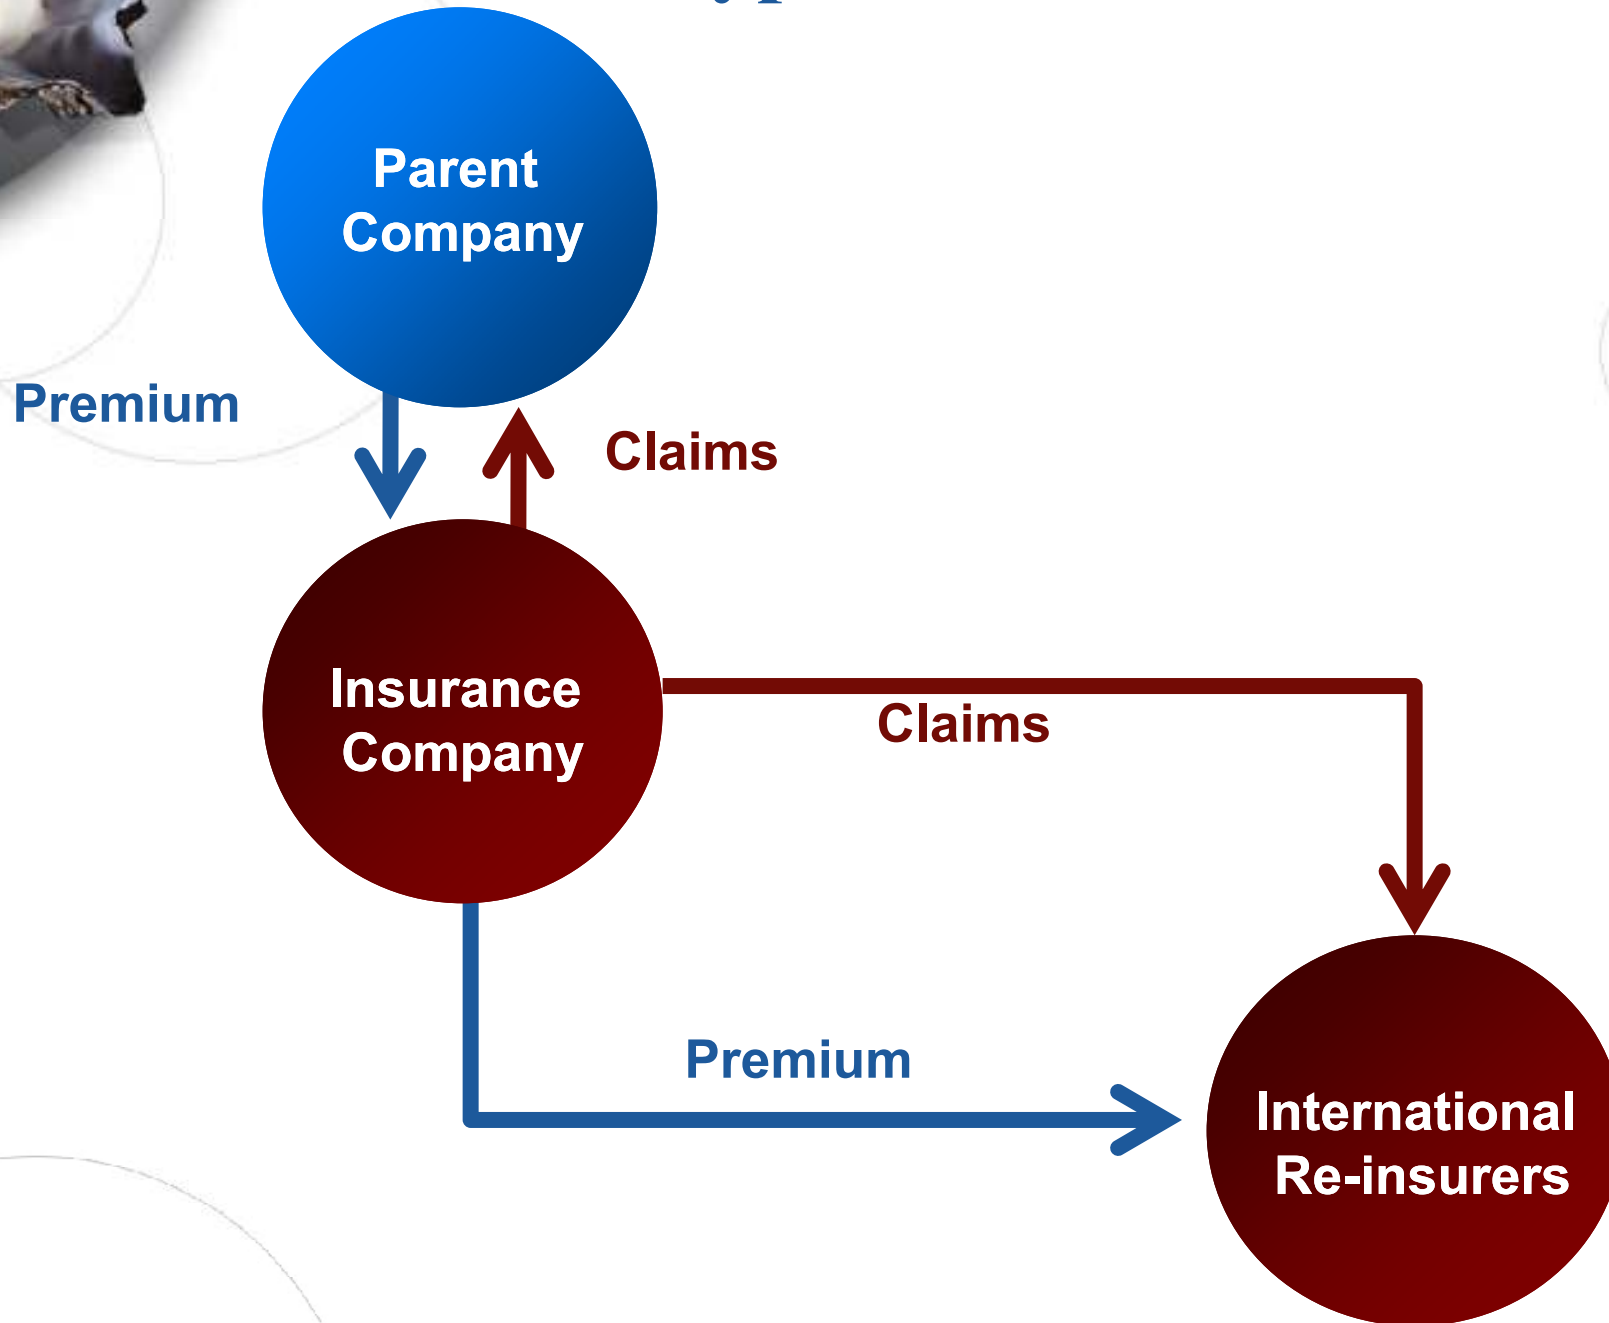 Parent
Company
Premium
Claims
Insurance
Company
Claims
Premium
International
Re-insurers